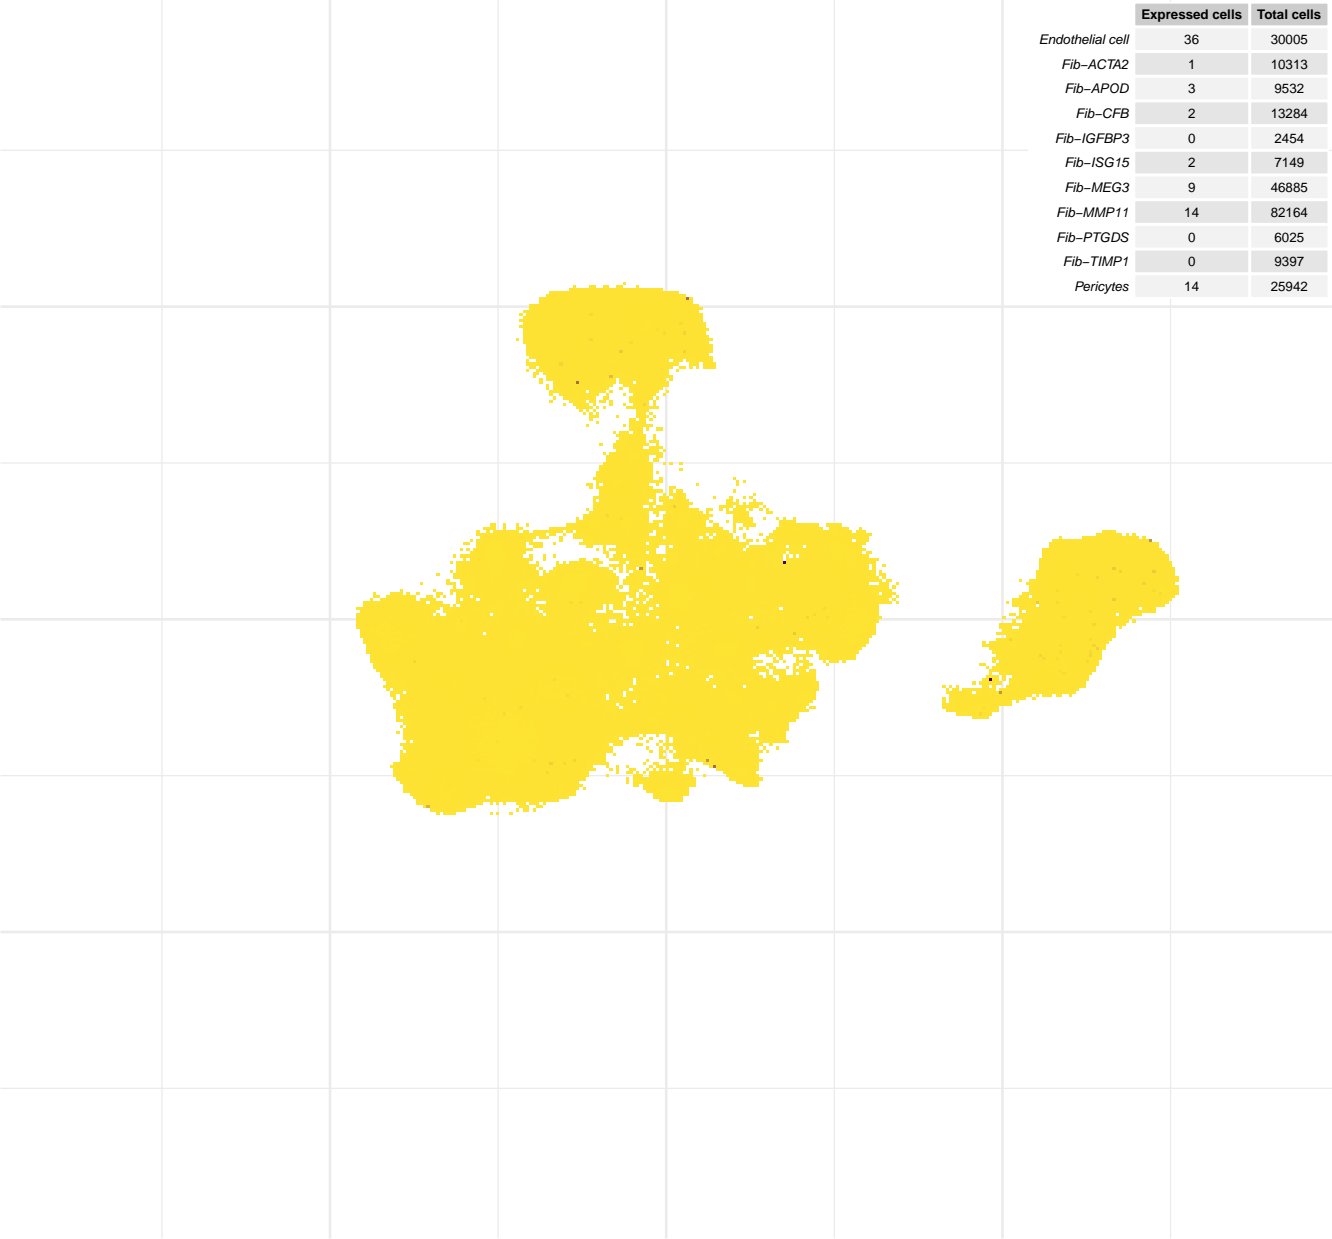 Expressed cells Total cells
Endothelial cell 36 30005
Fib−ACTA2 1 10313
Fib−APOD 3 9532
Fib−CFB 2 13284
Fib−IGFBP3 0 2454
Fib−ISG15 2 7149
Fib−MEG3 9 46885
Fib−MMP11 14 82164
Fib−PTGDS 0 6025
Fib−TIMP1 0 9397
Pericytes 14 25942